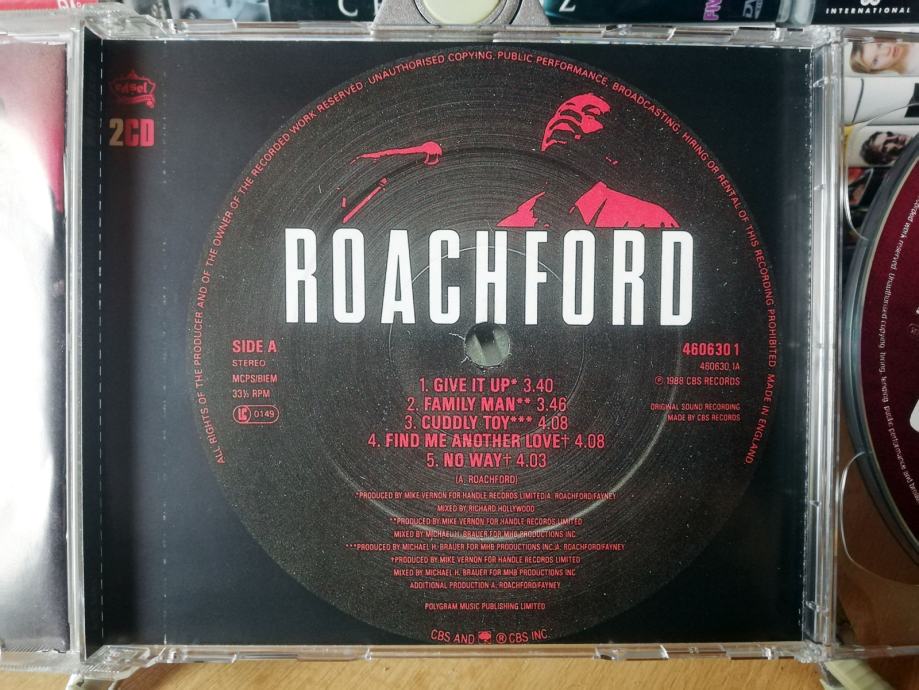 INTERNATIONAL
edsel
2CD
ALL RIGHTS OF THE PRODUCER AND OF THE OWNER OF THE RECORDED WORK RESERVED. UNAUTHORISED COPYING, PUBLIC PERFORMANCE, BROADCASTING, HIRING OR RENTAL OF THIS RECORDING PROHIBITED. MADE IN ENGLAND.
ROACHFORD
SIDE A
STEREO
MCPS/BIEM
33⅓ RPM
LC 0149
460630 1
460630.1A
℗ 1988 CBS RECORDS
ORIGINAL SOUND RECORDING
MADE BY CBS RECORDS
1. GIVE IT UP* 3.40
2. FAMILY MAN** 3.46
3. CUDDLY TOY*** 4.08
4. FIND ME ANOTHER LOVE† 4.08
5. NO WAY† 4.03
(A. ROACHFORD)
*PRODUCED BY MIKE VERNON FOR HANDLE RECORDS LIMITED/A. ROACHFORD/FAYNEY
MIXED BY RICHARD HOLLYWOOD
**PRODUCED BY MIKE VERNON FOR HANDLE RECORDS LIMITED
MIXED BY MICHAEL H. BRAUER FOR MHB PRODUCTIONS INC
***PRODUCED BY MICHAEL H. BRAUER FOR MHB PRODUCTIONS INC./A. ROACHFORD/FAYNEY
†PRODUCED BY MIKE VERNON FOR HANDLE RECORDS LIMITED
MIXED BY MICHAEL H. BRAUER FOR MHB PRODUCTIONS INC
ADDITIONAL PRODUCTION A. ROACHFORD/FAYNEY
POLYGRAM MUSIC PUBLISHING LIMITED
CBS AND ® CBS INC.